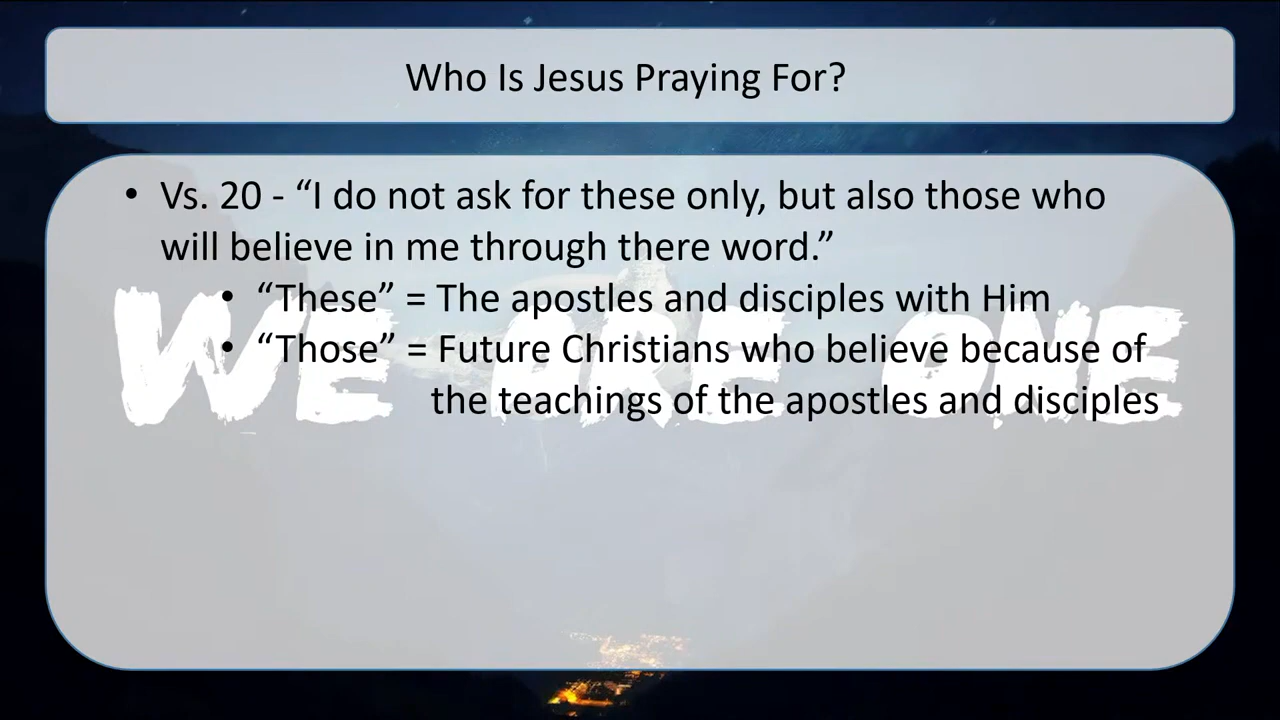 Who Is Jesus Praying For?
• Vs. 20 - “I do not ask for these only, but also those who
will believe in me through there word.”
• “These” = The apostles and disciples with Him
• “Those” = Future Christians who believe because of
the teachings of the apostles and disciples
WE ARE ONE